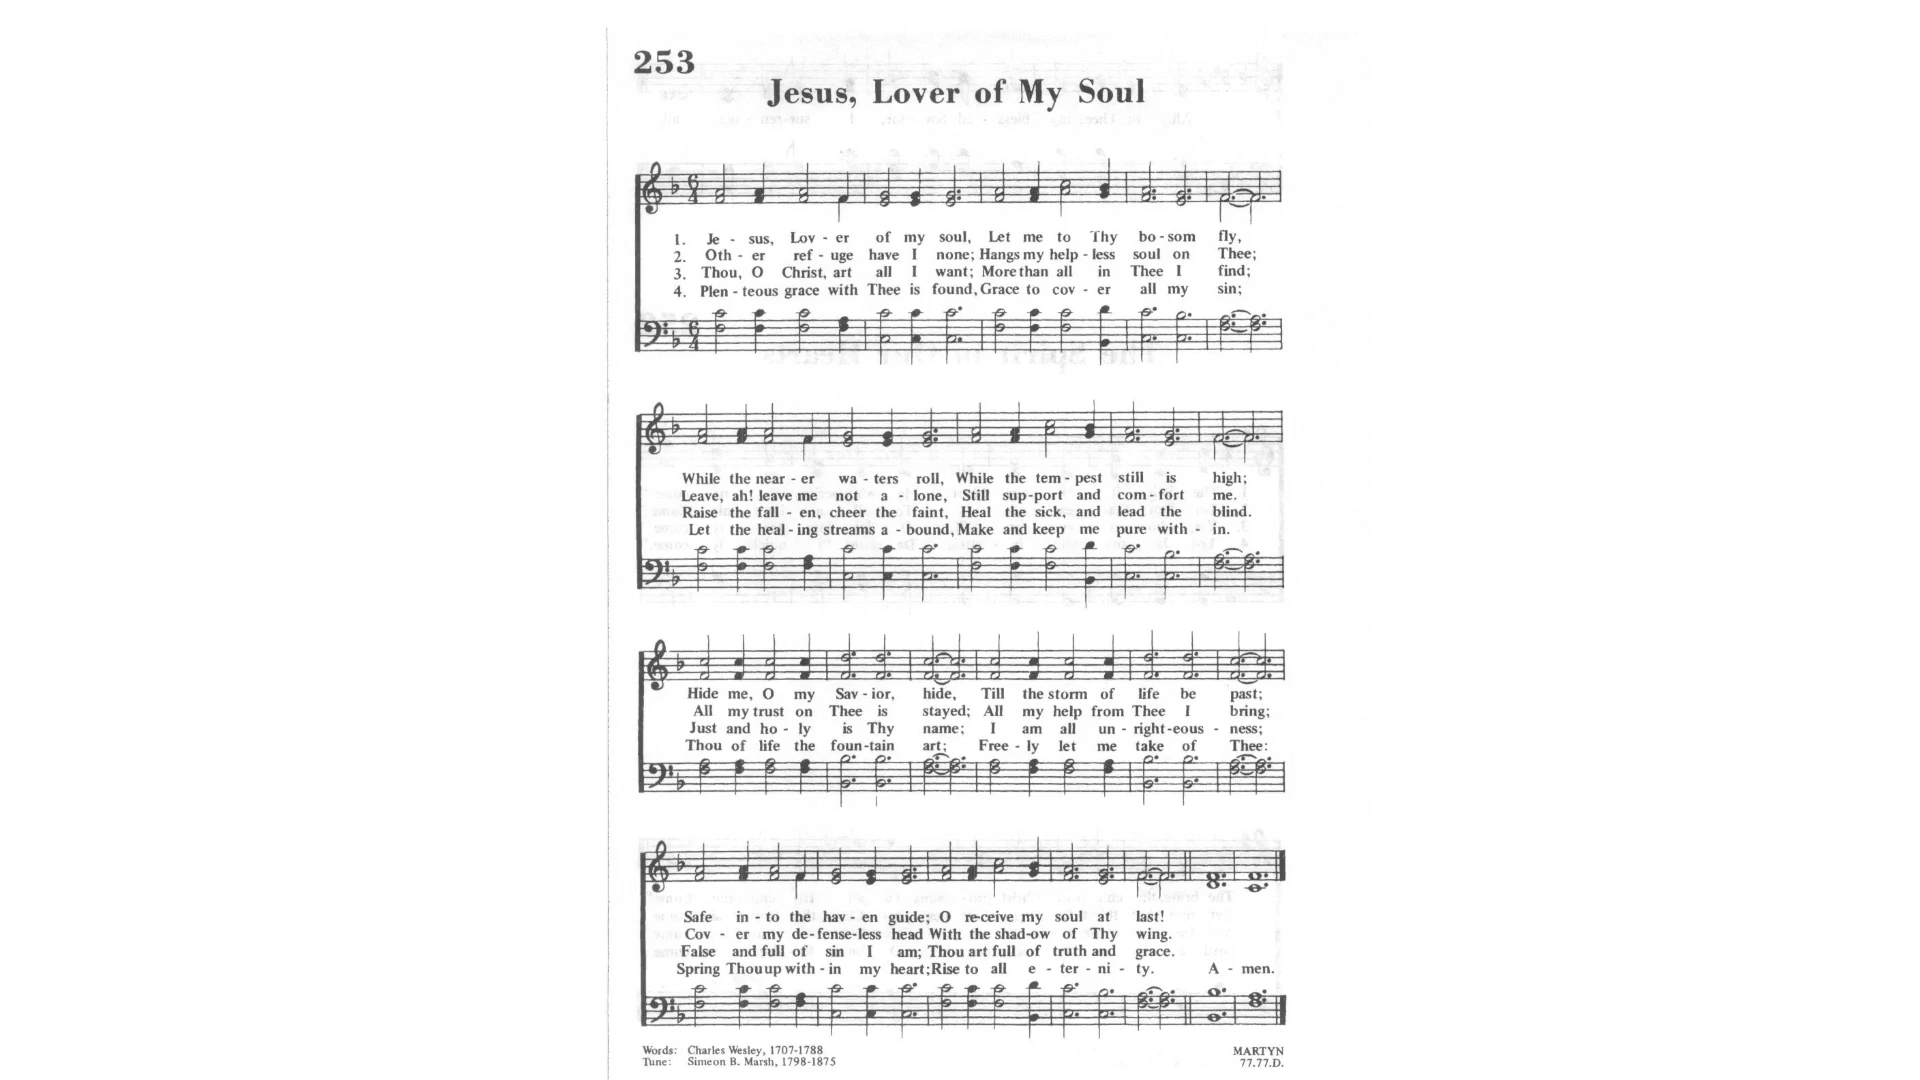 253
Jesus, Lover of My Soul
1. Je - sus, Lov - er of my soul, Let me to Thy bo - som fly,
2. Oth - er ref - uge have I none; Hangs my help - less soul on Thee;
3. Thou, O Christ, art all I want; More than all in Thee I find;
4. Plen - teous grace with Thee is found, Grace to cov - er all my sin;
While the near - er wa - ters roll, While the tem - pest still is high;
Leave, ah! leave me not a - lone, Still sup - port and com - fort me.
Raise the fall - en, cheer the faint, Heal the sick, and lead the blind.
Let the heal - ing streams a - bound, Make and keep me pure with - in.
Hide me, O my Sav - ior, hide, Till the storm of life be past;
All my trust on Thee is stayed; All my help from Thee I bring;
Just and ho - ly is Thy name; I am all un - right - eous - ness;
Thou of life the foun - tain art; Free - ly let me take of Thee:
Safe in - to the hav - en guide; O re - ceive my soul at last!
Cov - er my de - fense - less head With the shad - ow of Thy wing.
False and full of sin I am; Thou art full of truth and grace.
Spring Thou up with - in my heart; Rise to all e - ter - ni - ty. A - men.
Words: Charles Wesley, 1707-1788 MARTYN
Tune: Simeon B. Marsh, 1798-1875 77.77.D.